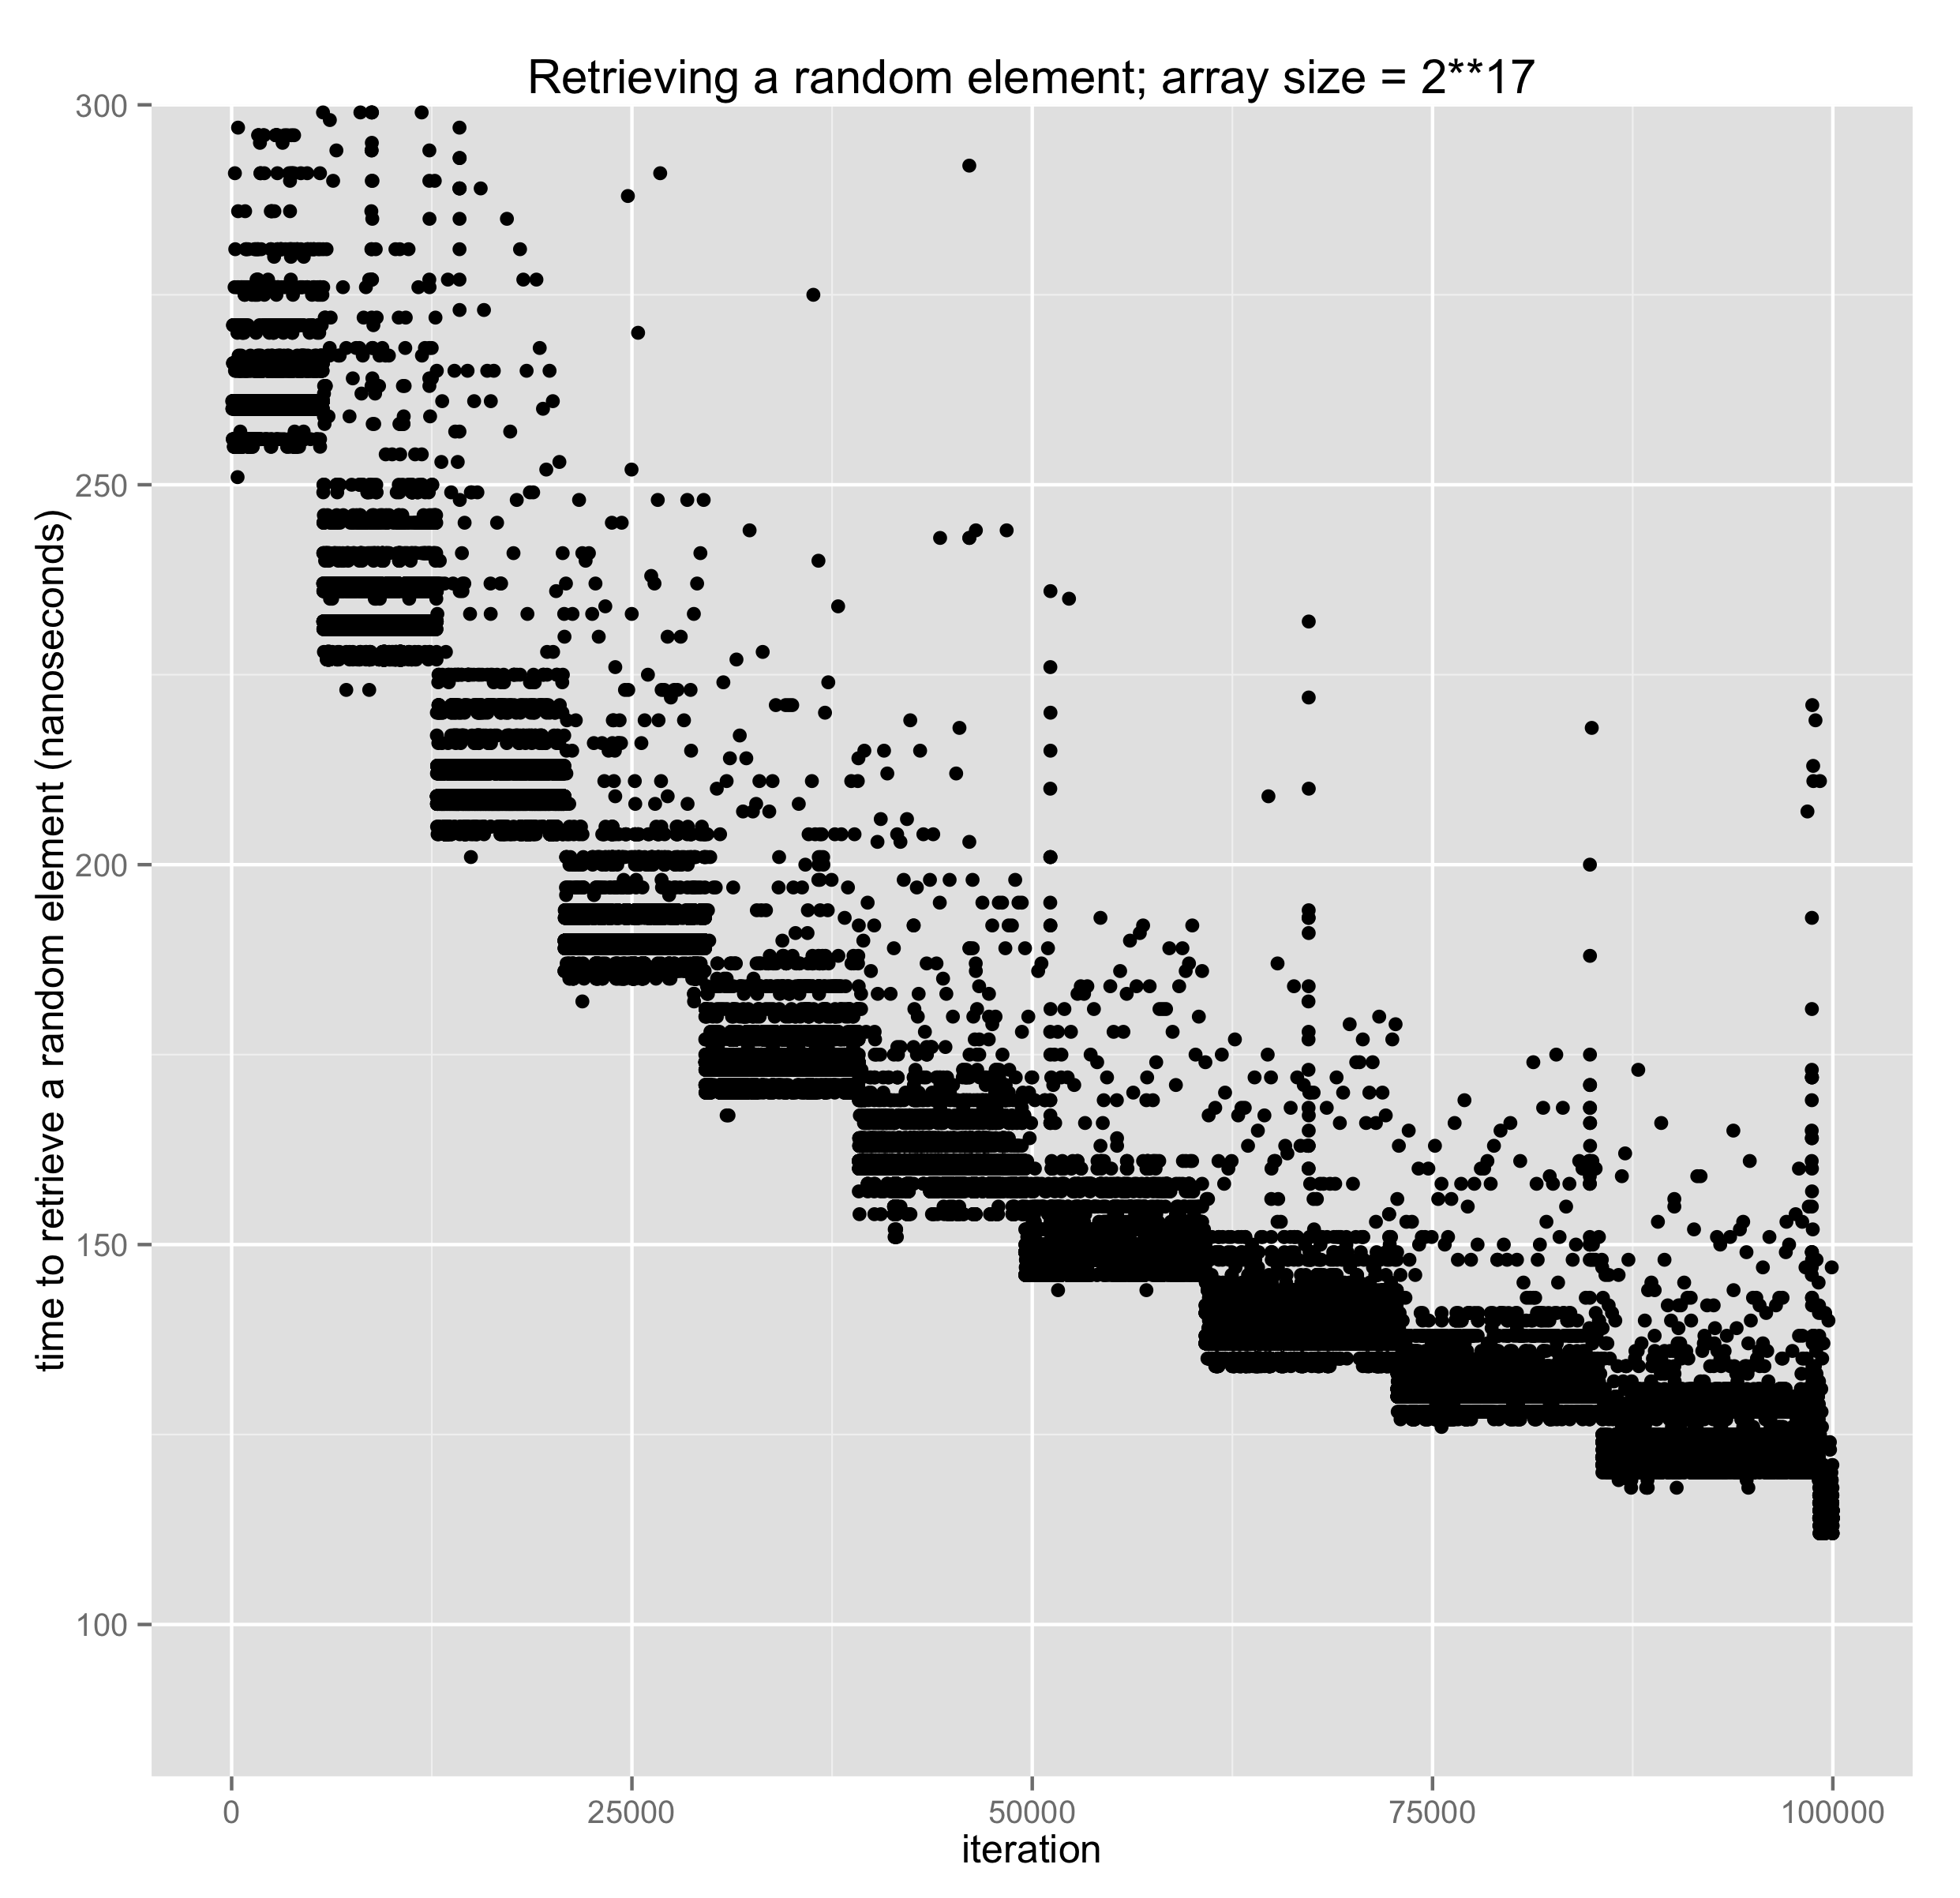 Retrieving a random element; array size = 2**17
300
250
200
150
100
time to retrieve a random element (nanoseconds)
0 25000 50000 75000 100000
iteration